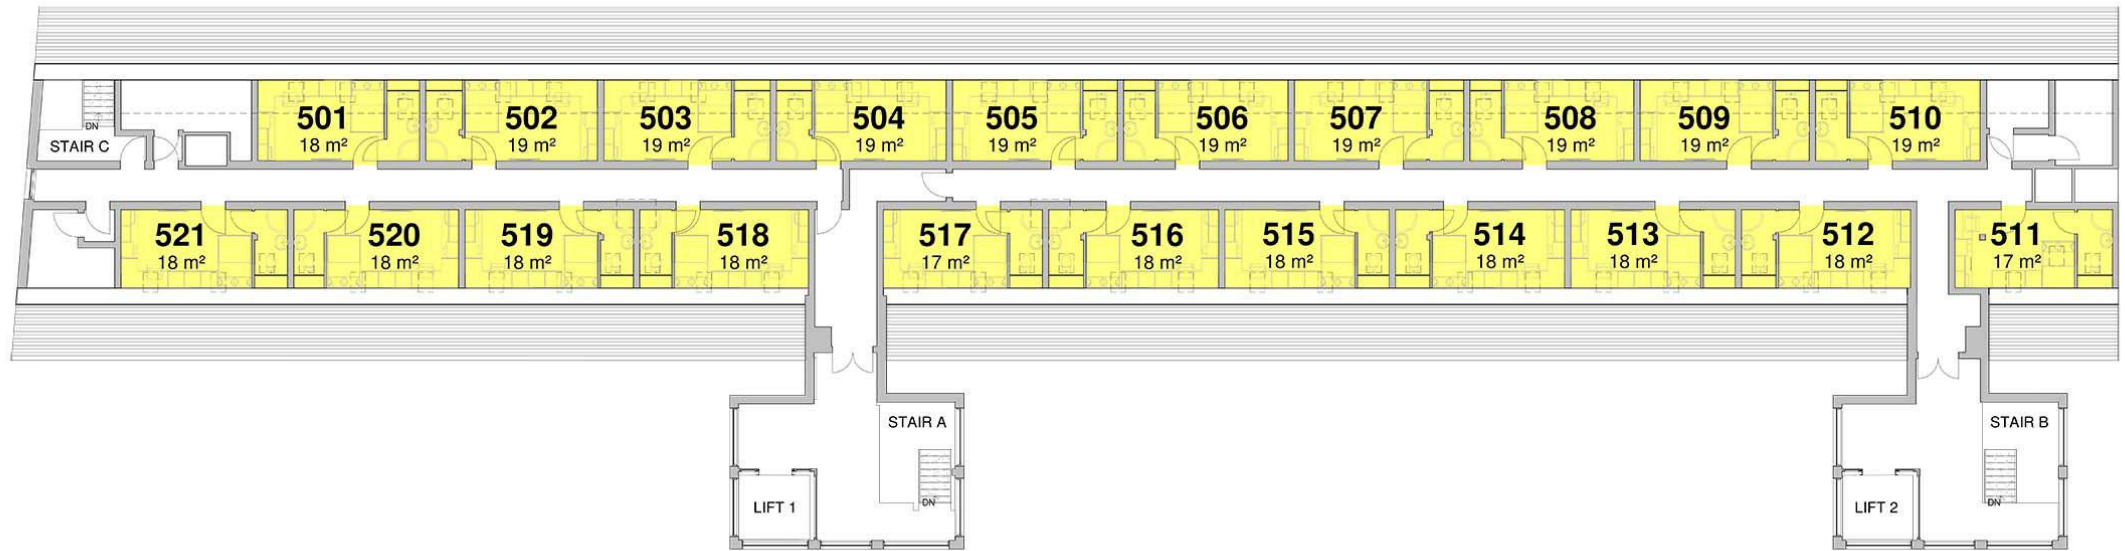 501
18 m²
502
19 m²
503
19 m²
504
19 m²
505
19 m²
506
19 m²
507
19 m²
508
19 m²
509
19 m²
510
19 m²
DN
STAIR C
521
18 m²
520
18 m²
519
18 m²
518
18 m²
517
17 m²
516
18 m²
515
18 m²
514
18 m²
513
18 m²
512
18 m²
511
17 m²
STAIR A
DN
LIFT 1
STAIR B
DN
LIFT 2